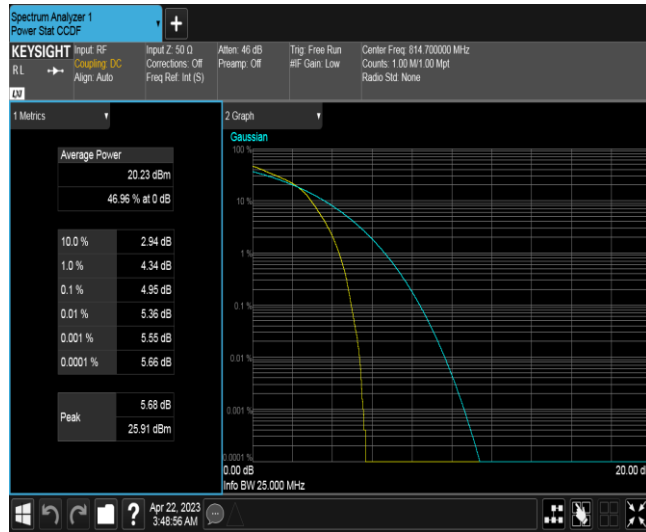 Spectrum Analyzer 1
Power Stat CCDF
+
KEYSIGHT
RL
LXI
Input: RF
Coupling: DC
Align: Auto
Input Z: 50 Ω
Corrections: Off
Freq Ref: Int (S)
Atten: 46 dB
Preamp: Off
Trig: Free Run
#IF Gain: Low
Center Freq: 814.700000 MHz
Counts: 1.00 M/1.00 Mpt
Radio Std: None
1 Metrics
Average Power
20.23 dBm
46.96 % at 0 dB
10.0 % 2.94 dB
1.0 % 4.34 dB
0.1 % 4.95 dB
0.01 % 5.36 dB
0.001 % 5.55 dB
0.0001 % 5.66 dB
Peak
5.68 dB
25.91 dBm
2 Graph
Gaussian
100 %
10 %
1 %
0.1 %
0.01 %
0.001 %
0.0001 %
0.00 dB
20.00 d
Info BW 25.000 MHz
?
Apr 22, 2023
3:48:56 AM